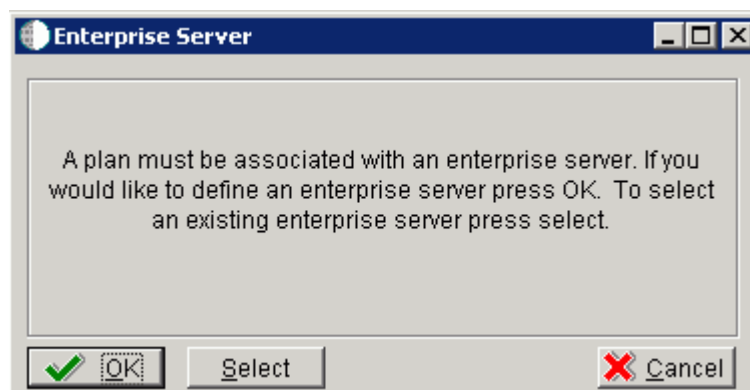 Enterprise Server
A plan must be associated with an enterprise server. If you
would like to define an enterprise server press OK.  To select
an existing enterprise server press select.
OK
Select
Cancel